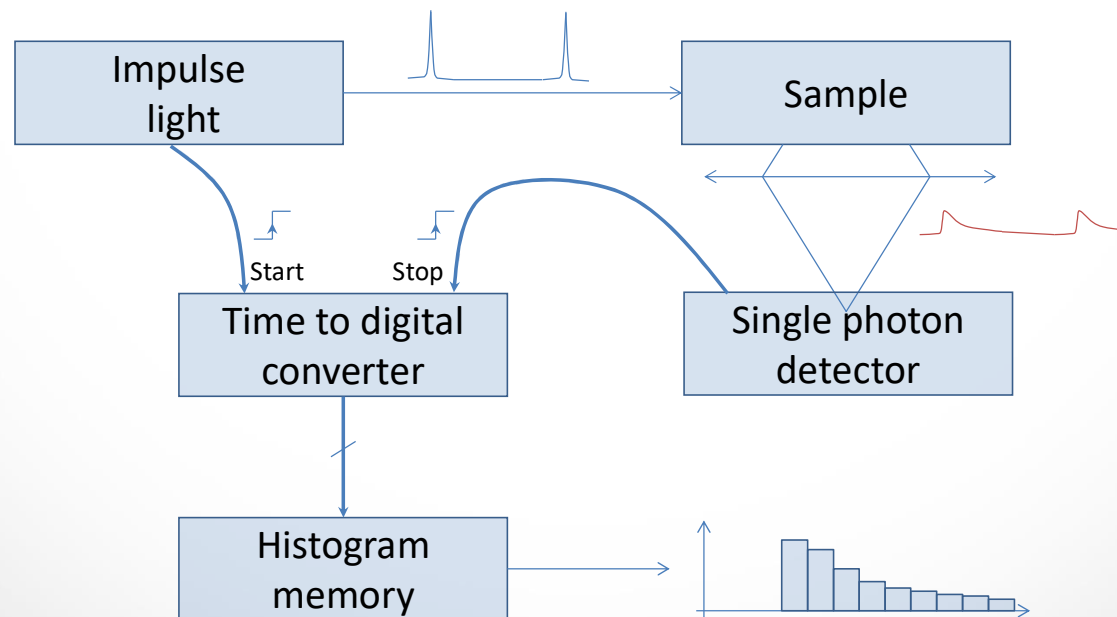 Impulse
light
Sample
Start
Stop
Time to digital
converter
Single photon
detector
Histogram
memory